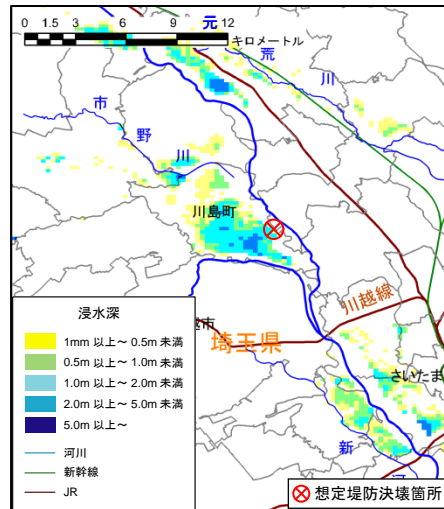 0 1.5 3 6 9 12
キロメートル
元
荒
川
市
野
川
川島町
川越線
越市
埼玉県
さいたま
新
河
浸水深
1mm 以上～ 0.5m 未満
0.5m 以上～ 1.0m 未満
1.0m 以上～ 2.0m 未満
2.0m 以上～ 5.0m 未満
5.0m 以上～
河川
新幹線
JR
想定堤防決壊箇所